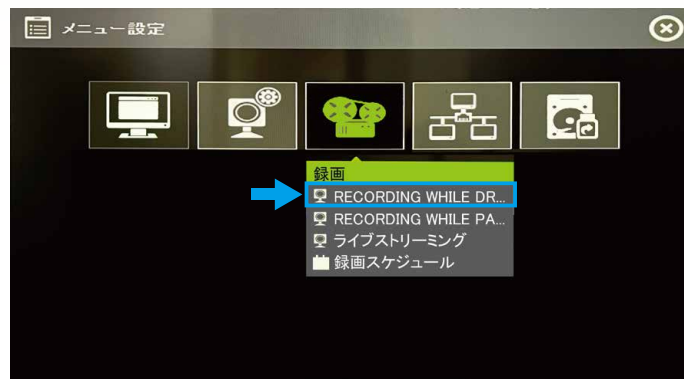 メニュー設定
録画
RECORDING WHILE DR...
RECORDING WHILE PA...
ライブストリーミング
録画スケジュール